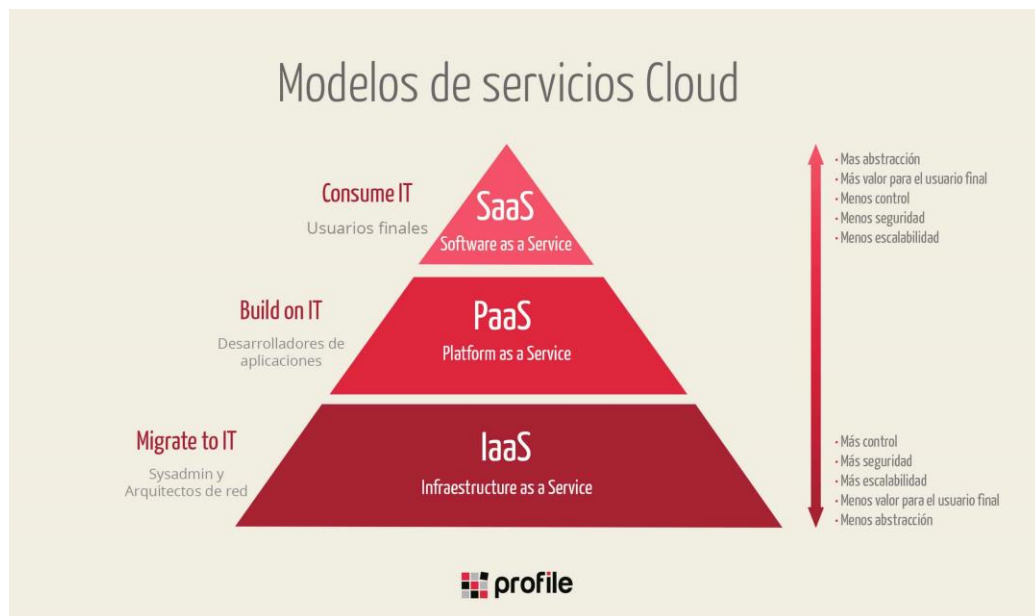 Modelos de servicios Cloud
Consume IT
Usuarios finales
SaaS
Software as a Service
Build on IT
Desarrolladores de
aplicaciones
PaaS
Platform as a Service
Migrate to IT
Sysadmin y
Arquitectos de red
IaaS
Infraestructure as a Service
· Mas abstracción
· Más valor para el usuario final
· Menos control
· Menos seguridad
· Menos escalabilidad
· Más control
· Más seguridad
· Más escalabilidad
· Menos valor para el usuario final
· Menos abstracción
profile